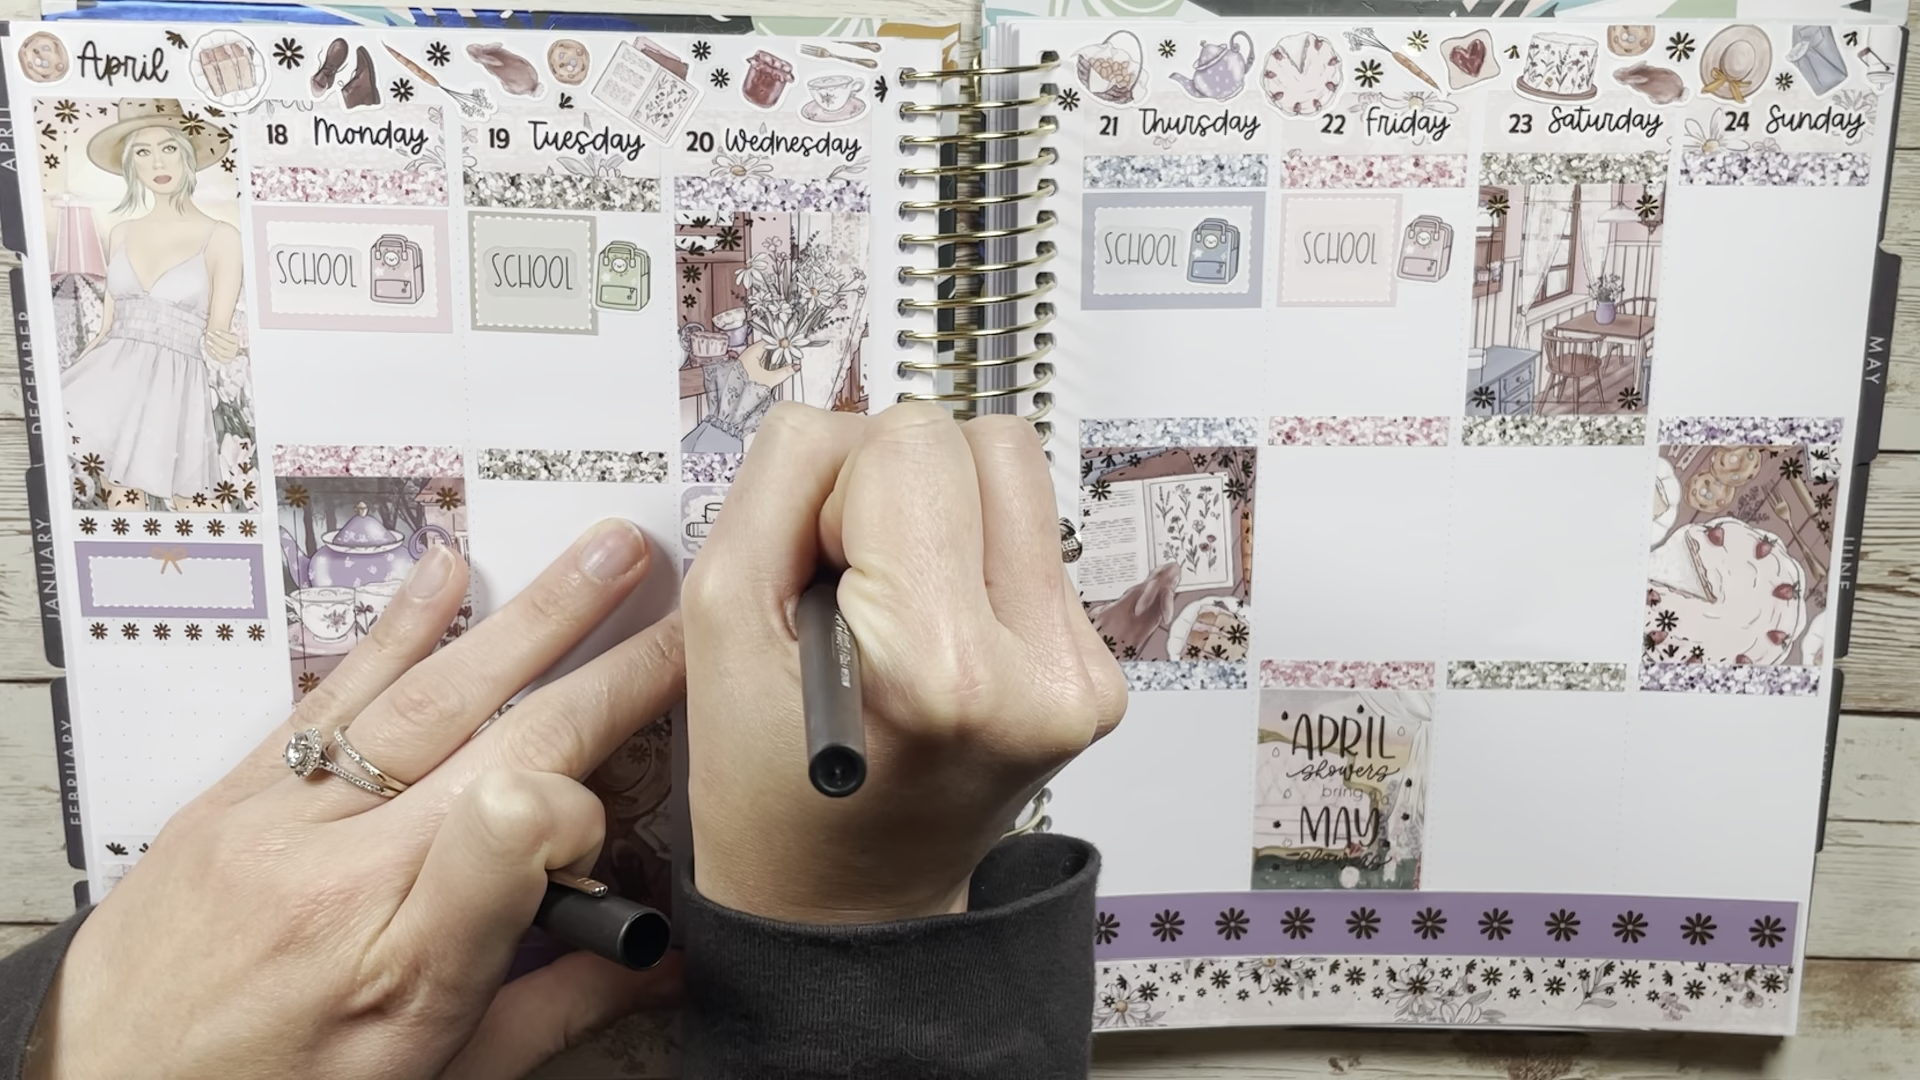 April
18 Monday
19 Tuesday
20 Wednesday
21 Thursday
22 Friday
23 Saturday
24 Sunday
SCHOOL
SCHOOL
SCHOOL
SCHOOL
APRIL
showers
bring
MAY
flowers
APRIL
DECEMBER
JANUARY
FEBRUARY
MAY
JUNE